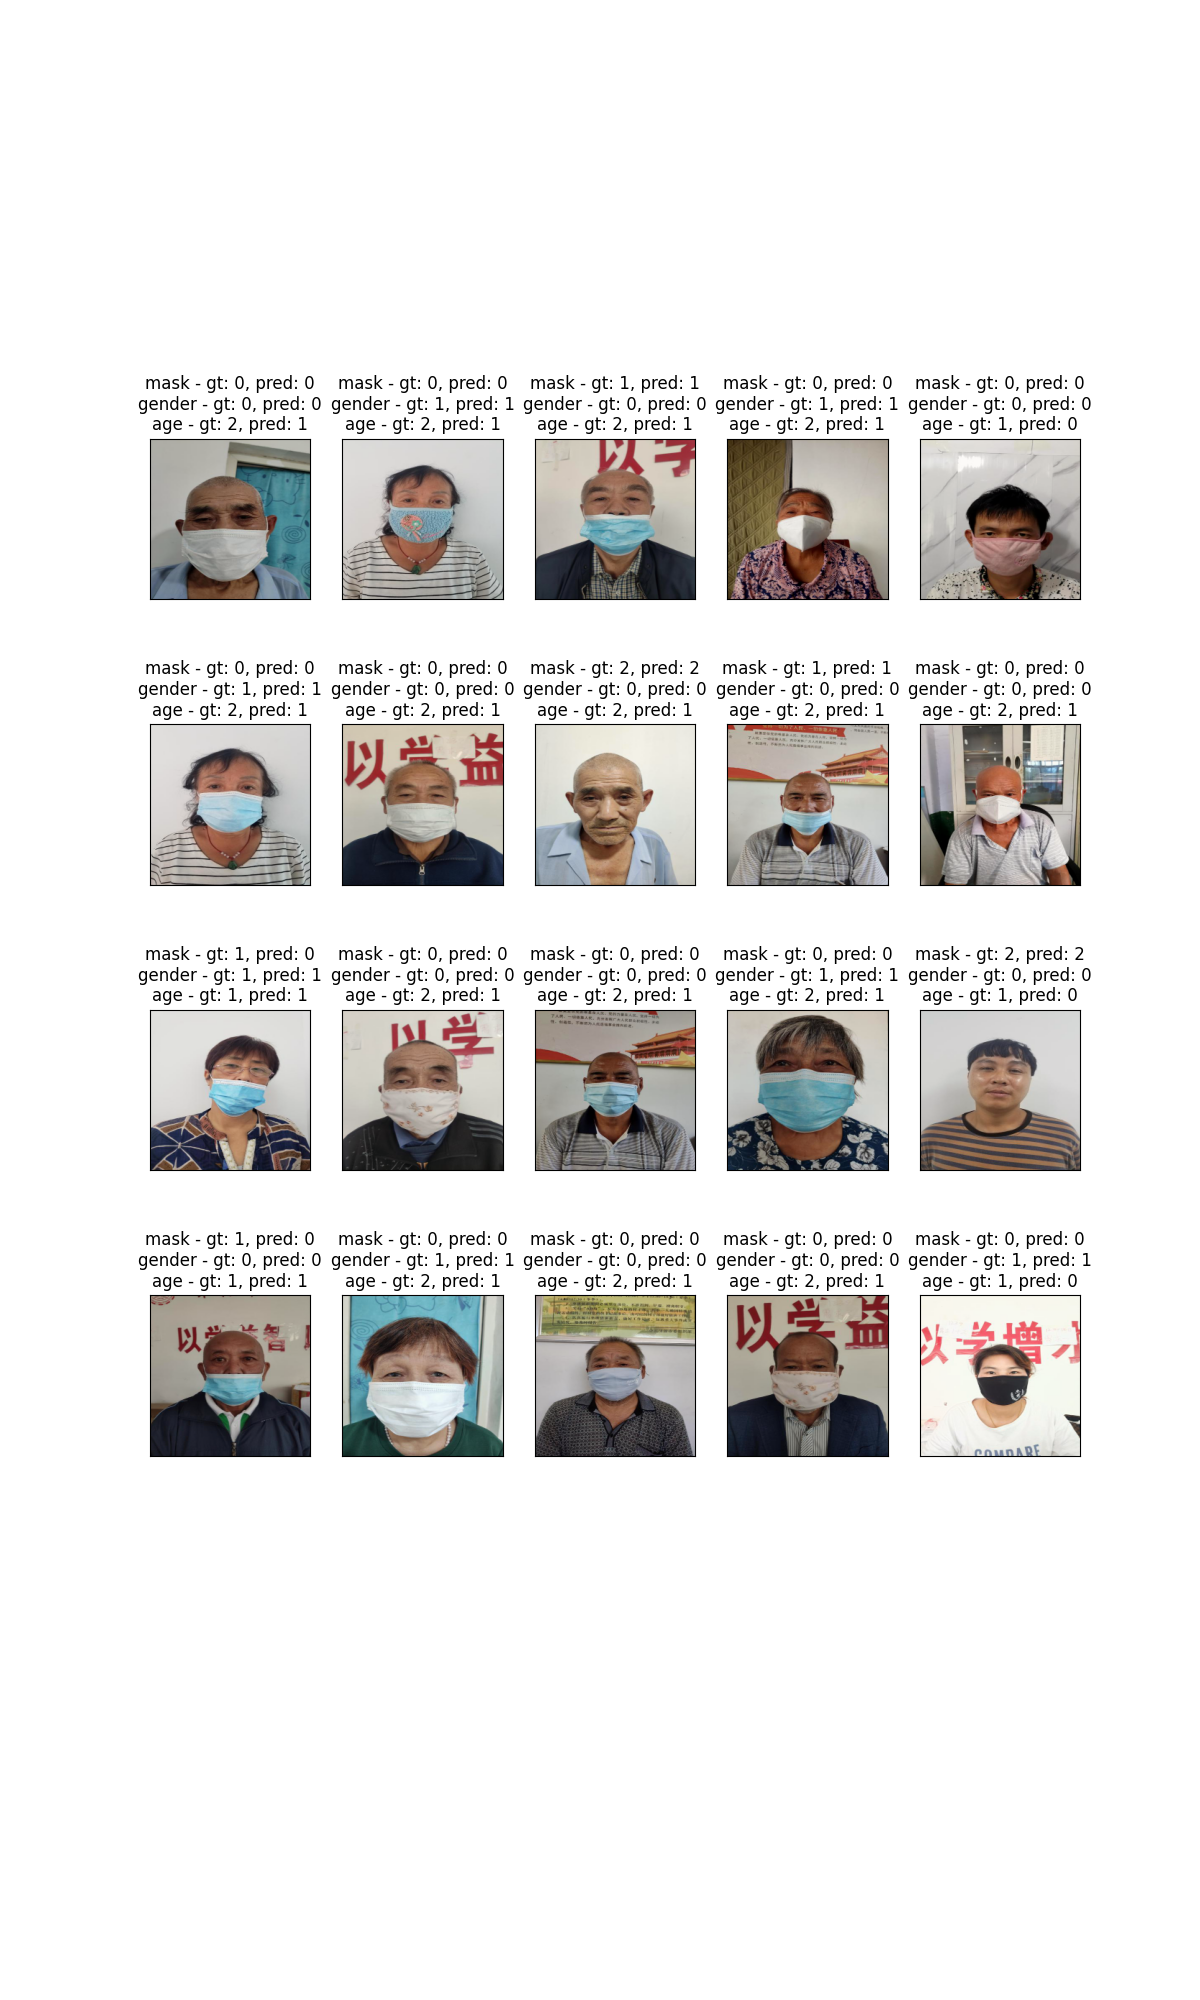 mask - gt: 0, pred: 0
gender - gt: 0, pred: 0
age - gt: 2, pred: 1
mask - gt: 0, pred: 0
gender - gt: 1, pred: 1
age - gt: 2, pred: 1
mask - gt: 1, pred: 1
gender - gt: 0, pred: 0
age - gt: 2, pred: 1
以学
mask - gt: 0, pred: 0
gender - gt: 1, pred: 1
age - gt: 2, pred: 1
mask - gt: 0, pred: 0
gender - gt: 0, pred: 0
age - gt: 1, pred: 0
mask - gt: 0, pred: 0
gender - gt: 1, pred: 1
age - gt: 2, pred: 1
mask - gt: 0, pred: 0
gender - gt: 0, pred: 0
age - gt: 2, pred: 1
以学益
mask - gt: 2, pred: 2
gender - gt: 0, pred: 0
age - gt: 2, pred: 1
mask - gt: 1, pred: 1
gender - gt: 0, pred: 0
age - gt: 2, pred: 1
mask - gt: 0, pred: 0
gender - gt: 0, pred: 0
age - gt: 2, pred: 1
mask - gt: 1, pred: 0
gender - gt: 1, pred: 1
age - gt: 1, pred: 1
mask - gt: 0, pred: 0
gender - gt: 0, pred: 0
age - gt: 2, pred: 1
以学
mask - gt: 0, pred: 0
gender - gt: 0, pred: 0
age - gt: 2, pred: 1
mask - gt: 0, pred: 0
gender - gt: 1, pred: 1
age - gt: 2, pred: 1
mask - gt: 2, pred: 2
gender - gt: 0, pred: 0
age - gt: 1, pred: 0
mask - gt: 1, pred: 0
gender - gt: 0, pred: 0
age - gt: 1, pred: 1
以学益智
mask - gt: 0, pred: 0
gender - gt: 1, pred: 1
age - gt: 2, pred: 1
mask - gt: 0, pred: 0
gender - gt: 0, pred: 0
age - gt: 2, pred: 1
mask - gt: 0, pred: 0
gender - gt: 0, pred: 0
age - gt: 2, pred: 1
以学益
mask - gt: 0, pred: 0
gender - gt: 1, pred: 1
age - gt: 1, pred: 0
以学增才
COMPARE